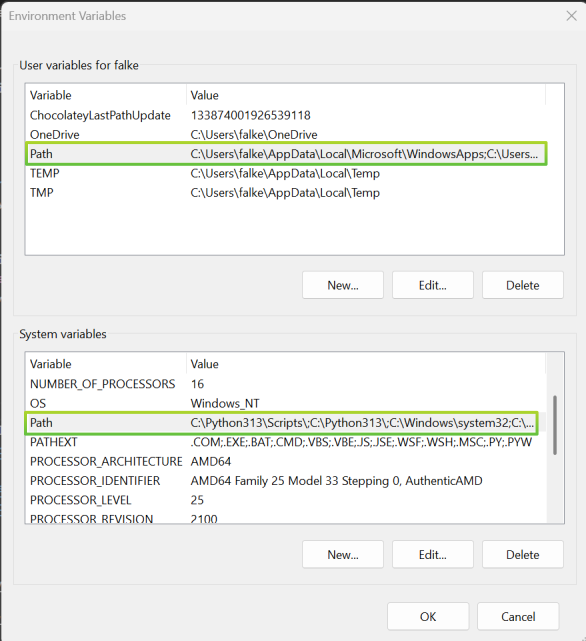 Environment Variables
User variables for falke
Variable Value
ChocolateyLastPathUpdate 133874001926539118
OneDrive C:\Users\falke\OneDrive
Path C:\Users\falke\AppData\Local\Microsoft\WindowsApps;C:\Users...
TEMP C:\Users\falke\AppData\Local\Temp
TMP C:\Users\falke\AppData\Local\Temp
New... Edit... Delete
System variables
Variable Value
NUMBER_OF_PROCESSORS 16
OS Windows_NT
Path C:\Python313\Scripts\;C:\Python313\;C:\Windows\system32;C:\...
PATHEXT .COM;.EXE;.BAT;.CMD;.VBS;.VBE;.JS;.JSE;.WSF;.WSH;.MSC;.PY;.PYW
PROCESSOR_ARCHITECTURE AMD64
PROCESSOR_IDENTIFIER AMD64 Family 25 Model 33 Stepping 0, AuthenticAMD
PROCESSOR_LEVEL 25
PROCESSOR_REVISION 2100
New... Edit... Delete
OK Cancel